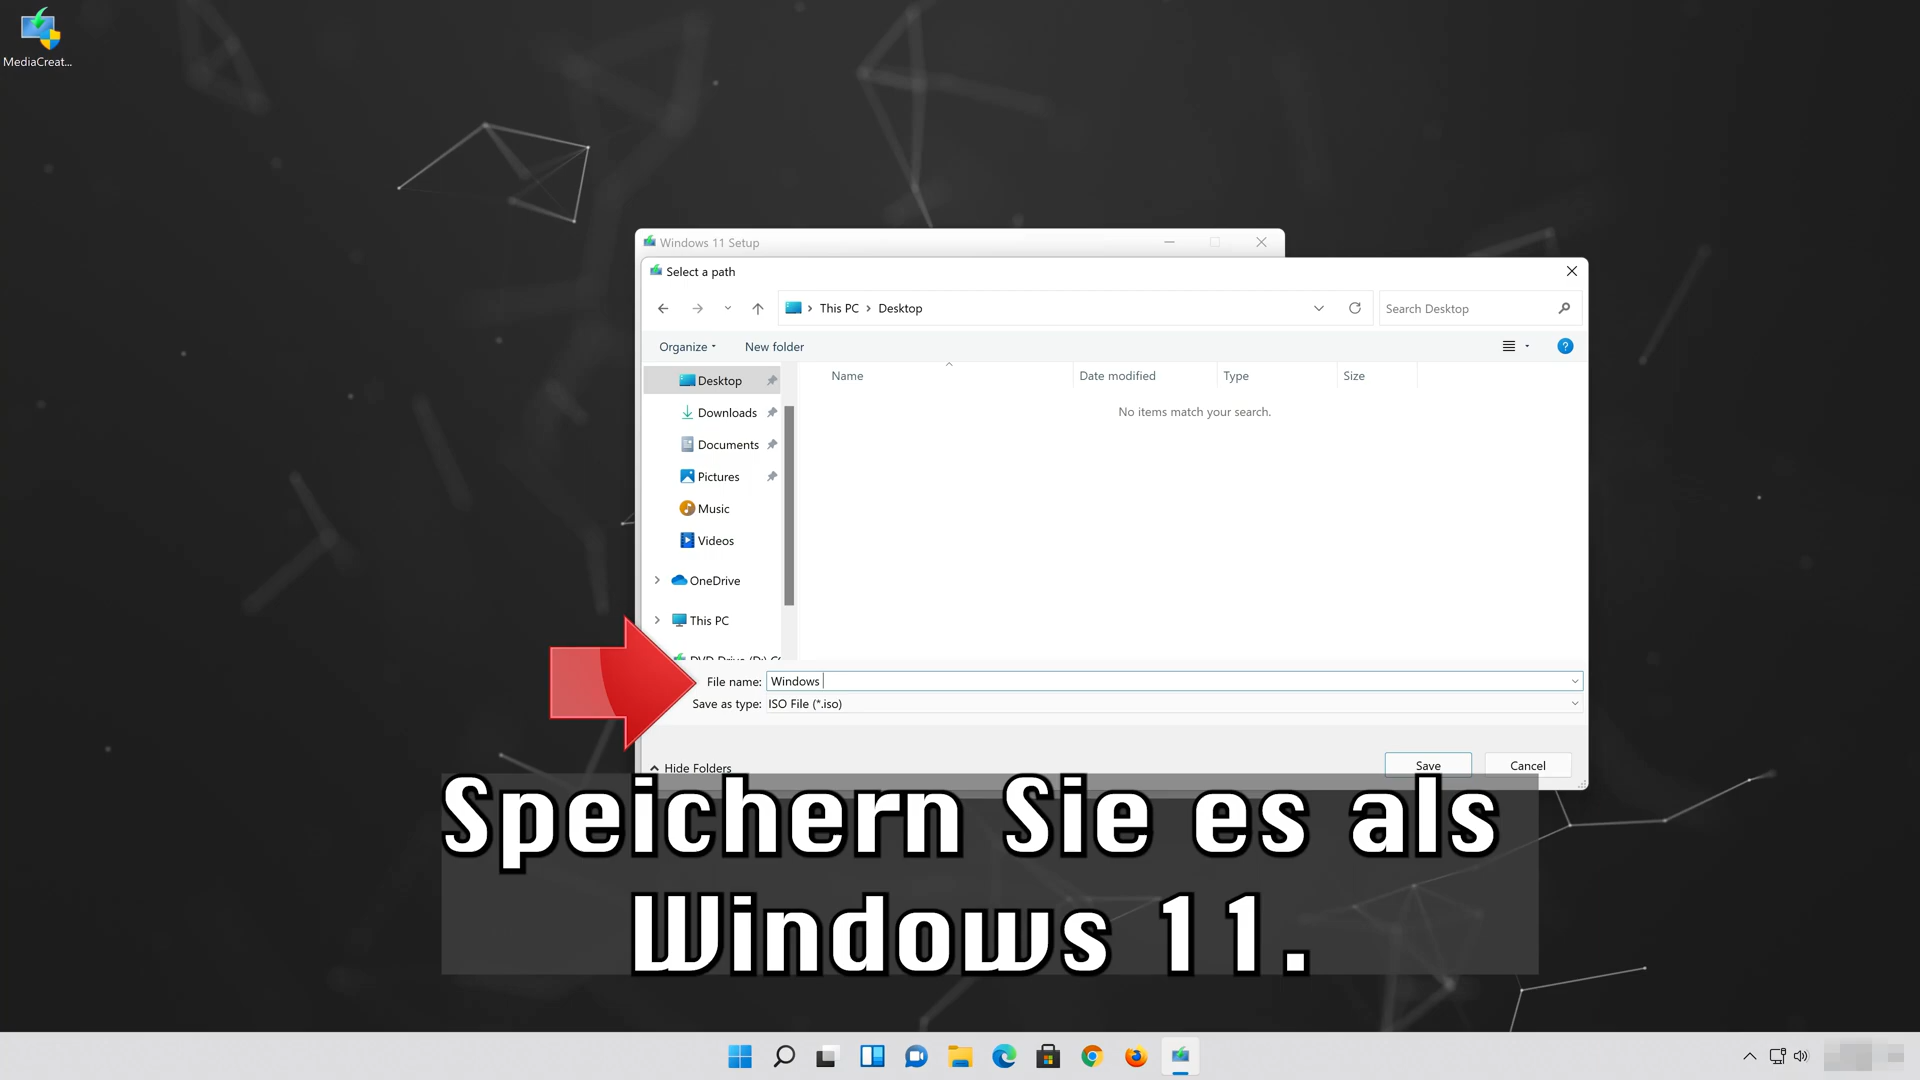 MediaCreat...
Windows 11 Setup
Select a path
This PC > Desktop
Search Desktop
Organize
New folder
Name
Date modified
Type
Size
No items match your search.
Desktop
Downloads
Documents
Pictures
Music
Videos
OneDrive
This PC
File name: Windows
Save as type: ISO File (*.iso)
Hide Folders
Save
Cancel
Speichern Sie es als
Windows 11.